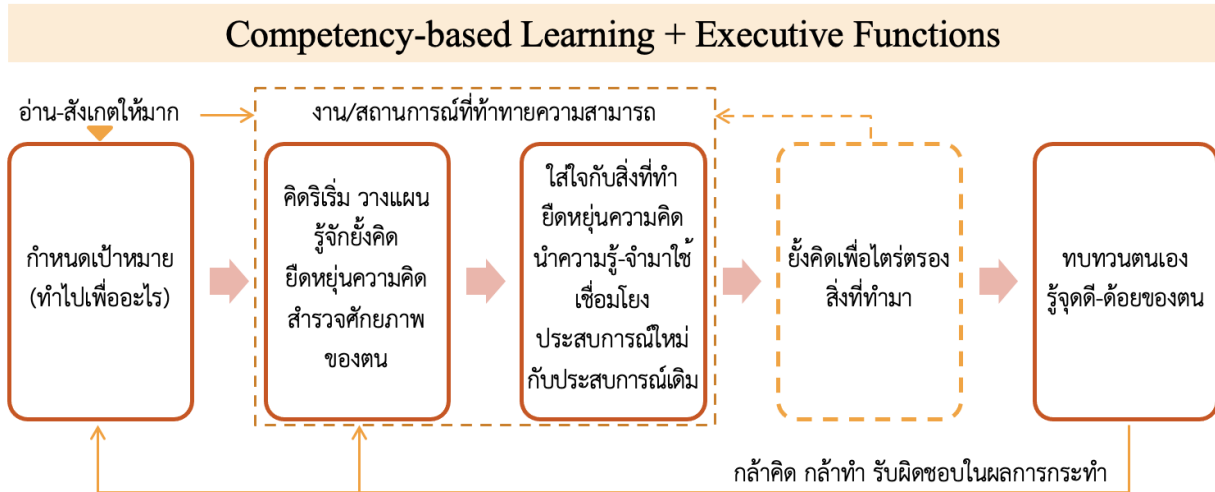 Competency-based Learning + Executive Functions
อ่าน-สังเกตให้มาก
งาน/สถานการณ์ที่ท้าทายความสามารถ
กำหนดเป้าหมาย
(ทำไปเพื่ออะไร)
คิดริเริ่ม วางแผน
รู้จักยั้งคิด
ยืดหยุ่นความคิด
สำรวจศักยภาพ
ของตน
ใส่ใจกับสิ่งที่ทำ
ยืดหยุ่นความคิด
นำความรู้-จำมาใช้
เชื่อมโยง
ประสบการณ์ใหม่
กับประสบการณ์เดิม
ยั้งคิดเพื่อไตร่ตรอง
สิ่งที่ทำมา
ทบทวนตนเอง
รู้จุดดี-ด้อยของตน
กล้าคิด กล้าทำ รับผิดชอบในผลการกระทำ